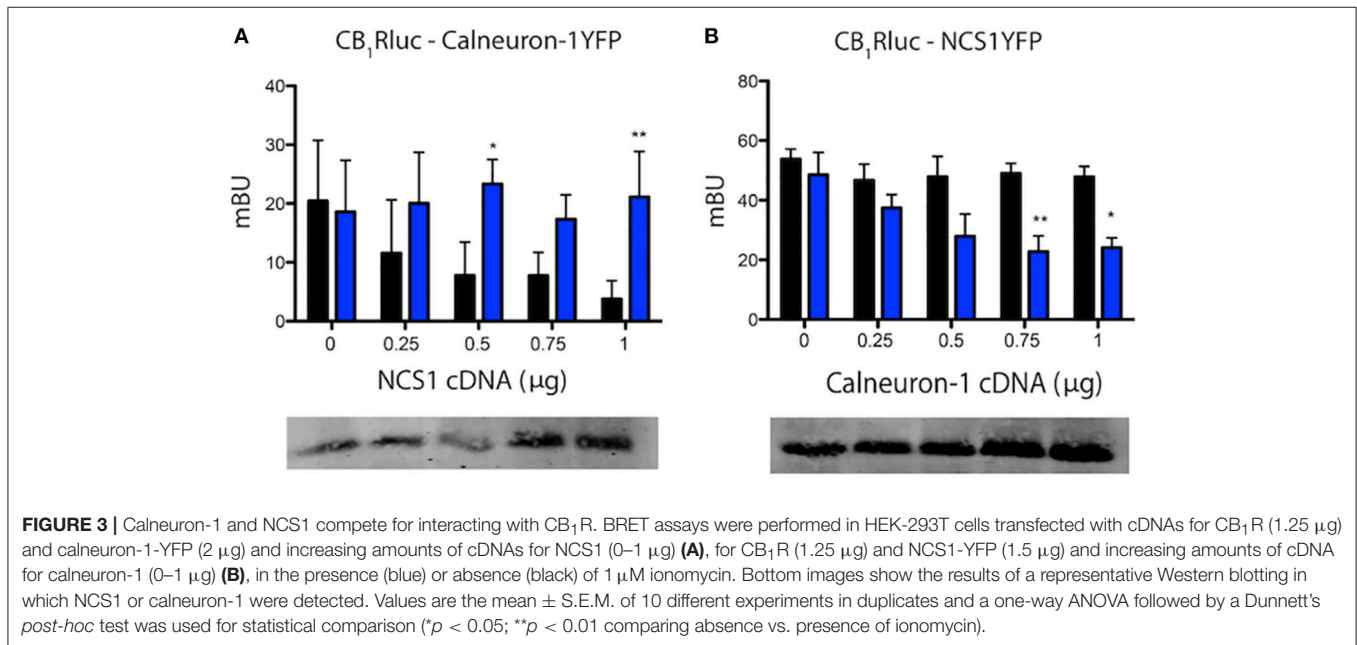 A
CB₁Rluc - Calneuron-1YFP
40
30
20
10
0
mBU
* **
0 0.25 0.5 0.75 1
NCS1 cDNA (μg)
B
CB₁Rluc - NCS1YFP
80
60
40
20
0
mBU
** *
0 0.25 0.5 0.75 1
Calneuron-1 cDNA (μg)
FIGURE 3 | Calneuron-1 and NCS1 compete for interacting with CB₁R. BRET assays were performed in HEK-293T cells transfected with cDNAs for CB₁R (1.25 μg)
and calneuron-1-YFP (2 μg) and increasing amounts of cDNAs for NCS1 (0–1 μg) (A), for CB₁R (1.25 μg) and NCS1-YFP (1.5 μg) and increasing amounts of cDNA
for calneuron-1 (0–1 μg) (B), in the presence (blue) or absence (black) of 1 μM ionomycin. Bottom images show the results of a representative Western blotting in
which NCS1 or calneuron-1 were detected. Values are the mean ± S.E.M. of 10 different experiments in duplicates and a one-way ANOVA followed by a Dunnett's
post-hoc test was used for statistical comparison (*p < 0.05; **p < 0.01 comparing absence vs. presence of ionomycin).